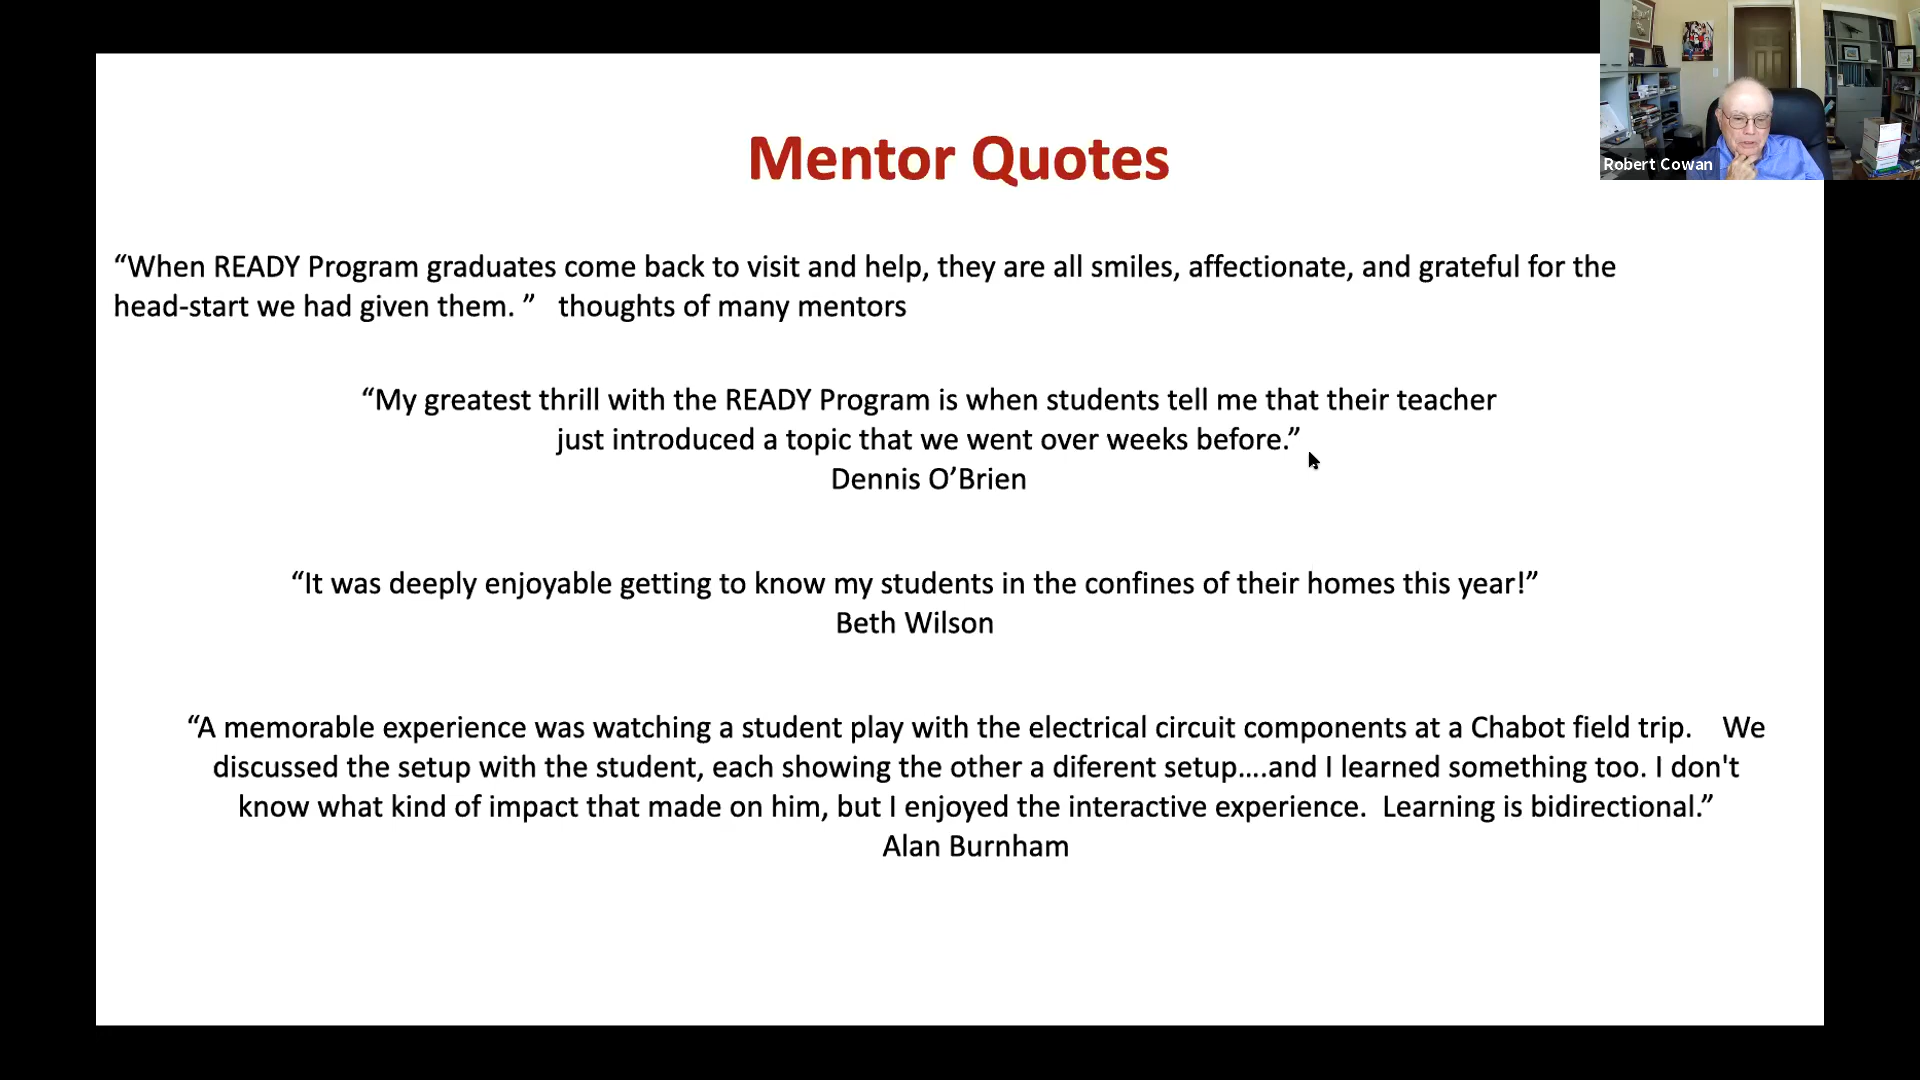 Mentor Quotes
Robert Cowan
“When READY Program graduates come back to visit and help, they are all smiles, affectionate, and grateful for the
head-start we had given them. ”   thoughts of many mentors
“My greatest thrill with the READY Program is when students tell me that their teacher
just introduced a topic that we went over weeks before.”
Dennis O’Brien
“It was deeply enjoyable getting to know my students in the confines of their homes this year!”
Beth Wilson
“A memorable experience was watching a student play with the electrical circuit components at a Chabot field trip.    We
discussed the setup with the student, each showing the other a diferent setup….and I learned something too. I don't
know what kind of impact that made on him, but I enjoyed the interactive experience.  Learning is bidirectional.”
Alan Burnham